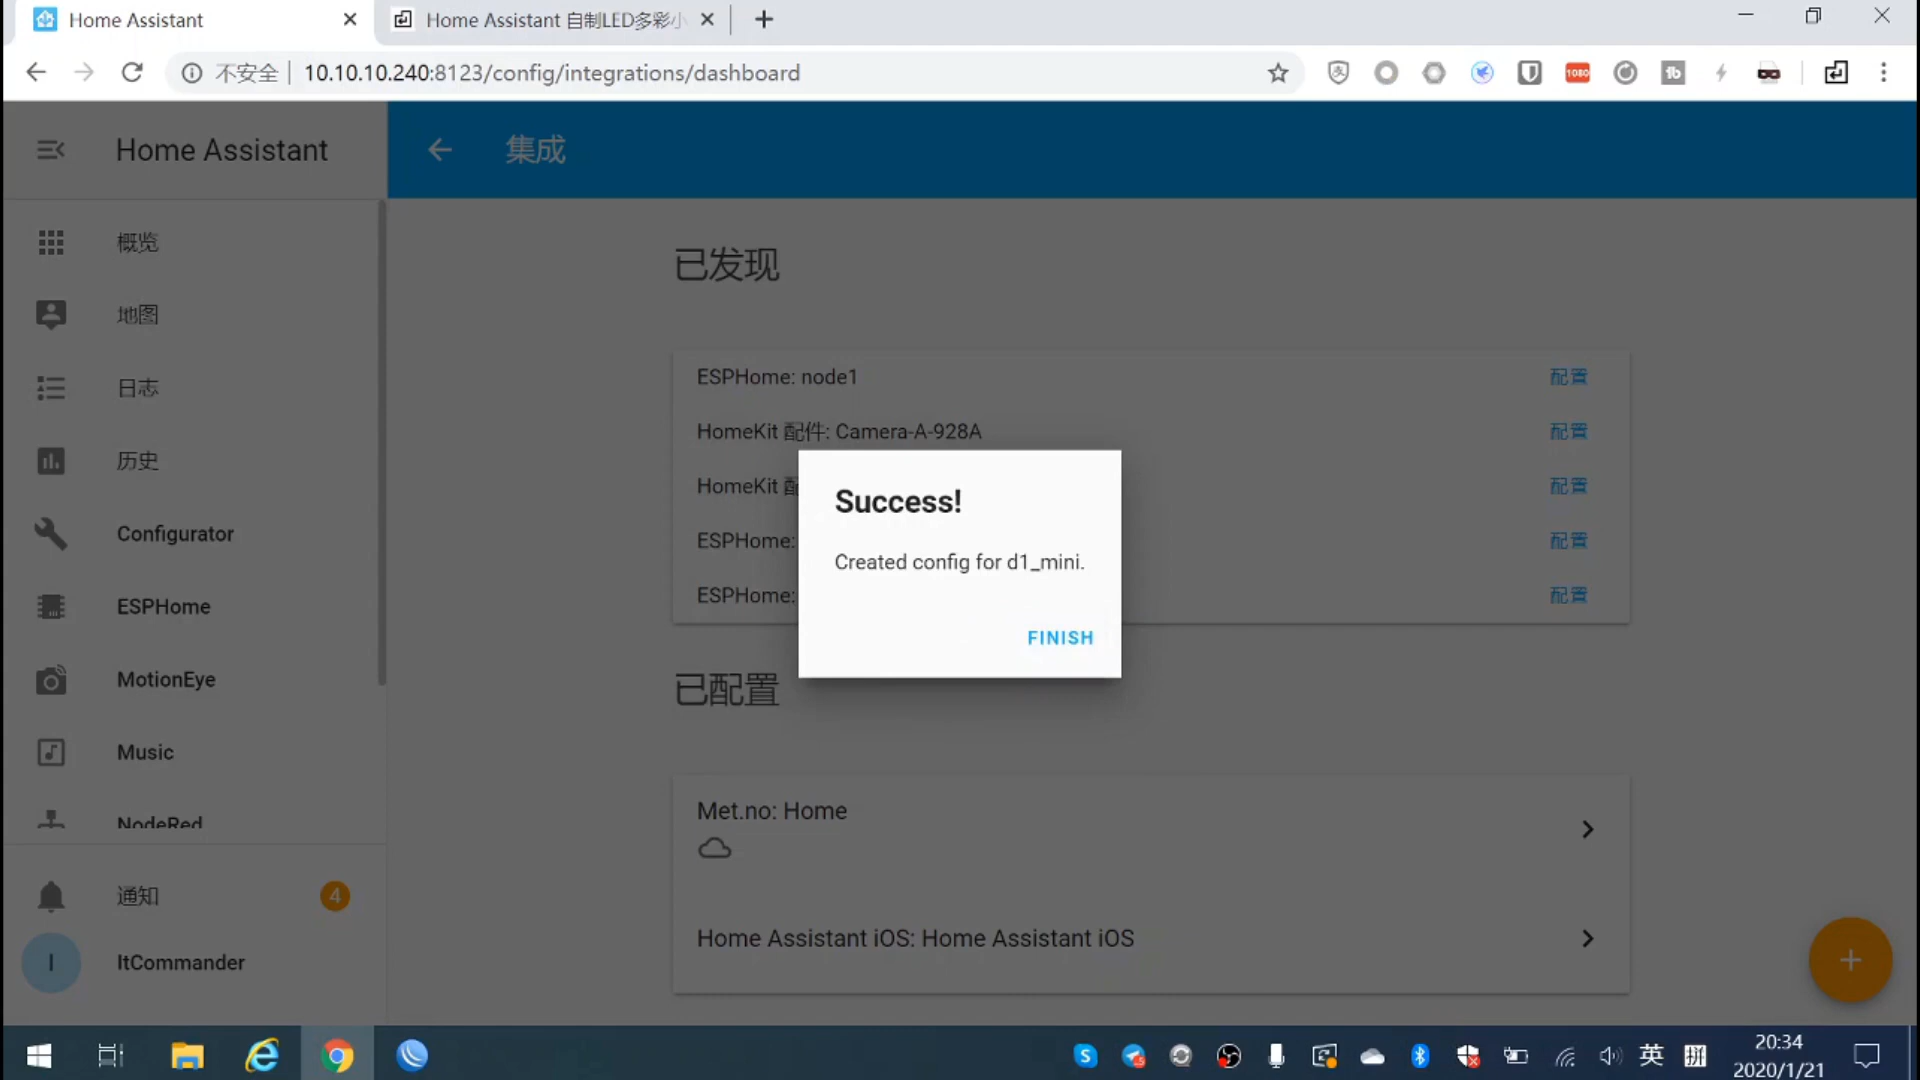 Home Assistant
Home Assistant 自制LED多彩小
不安全
10.10.10.240:8123/config/integrations/dashboard
1080
Home Assistant
集成
概览
已发现
地图
ESPHome: node1 配置
日志
HomeKit 配件: Camera-A-928A 配置
历史
HomeKit 配 配置
Success!
Configurator
ESPHome: 配置
Created config for d1_mini.
ESPHome
ESPHome: 配置
FINISH
MotionEye
已配置
Music
Met.no: Home
NodeRed
通知 4
Home Assistant iOS: Home Assistant iOS
I ItCommander
英 拼
20:34
2020/1/21